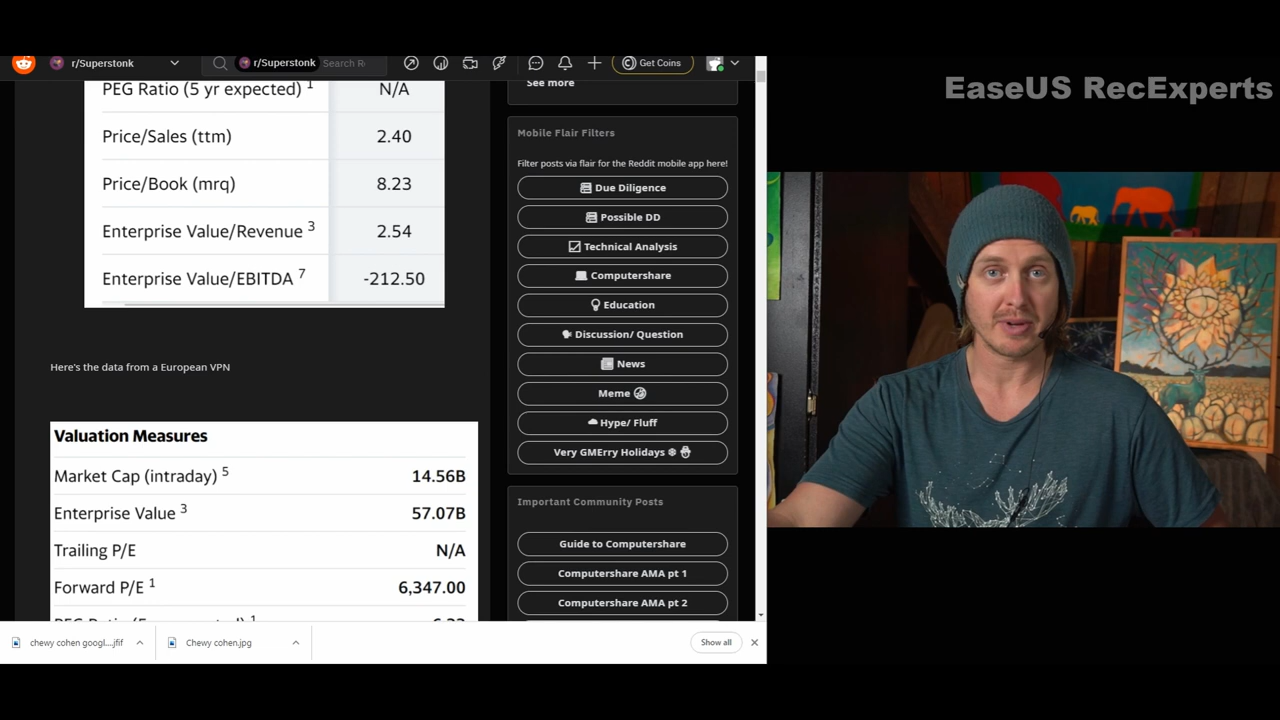 EaseUS RecExperts
r/Superstonk
r/Superstonk Search Re
Get Coins
PEG Ratio (5 yr expected) 1 N/A
Price/Sales (ttm) 2.40
Price/Book (mrq) 8.23
Enterprise Value/Revenue 3 2.54
Enterprise Value/EBITDA 7 -212.50
Here's the data from a European VPN
Valuation Measures
Market Cap (intraday) 5 14.56B
Enterprise Value 3 57.07B
Trailing P/E N/A
Forward P/E 1 6,347.00
See more
Mobile Flair Filters
Filter posts via flair for the Reddit mobile app here!
Due Diligence
Possible DD
Technical Analysis
Computershare
Education
Discussion/ Question
News
Meme
Hype/ Fluff
Very GMErry Holidays
Important Community Posts
Guide to Computershare
Computershare AMA pt 1
Computershare AMA pt 2
chewy cohen googl....jfif
Chewy cohen.jpg
Show all